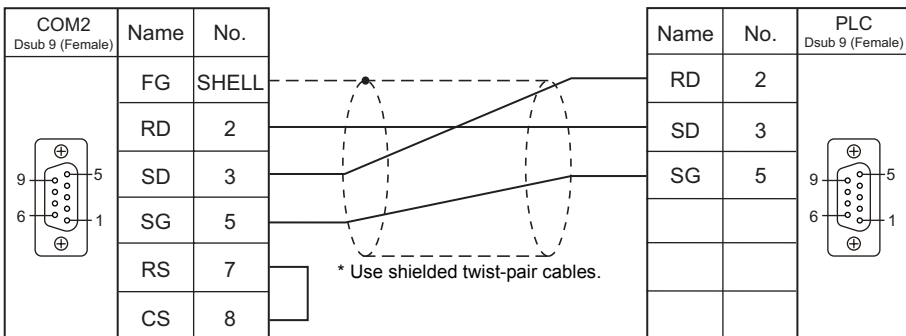 COM2
Dsub 9 (Female)
Name No.
FG SHELL
RD 2
SD 3
SG 5
RS 7
CS 8
9 5
6 1
* Use shielded twist-pair cables.
Name No.
PLC
Dsub 9 (Female)
RD 2
SD 3
SG 5
9 5
6 1